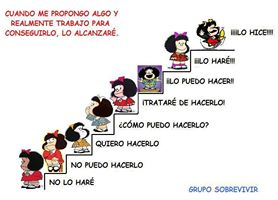 CUANDO ME PROPONGO ALGO Y
REALMENTE TRABAJO PARA
CONSEGUIRLO, LO ALCANZARÉ.
¡¡¡¡LO HICE!!!!
¡¡¡LO HARÉ!!!
¡¡LO PUEDO HACER!!
¡TRATARÉ DE HACERLO!
¿CÓMO PUEDO HACERLO?
QUIERO HACERLO
NO PUEDO HACERLO
NO LO HARÉ
GRUPO SOBREVIVIR